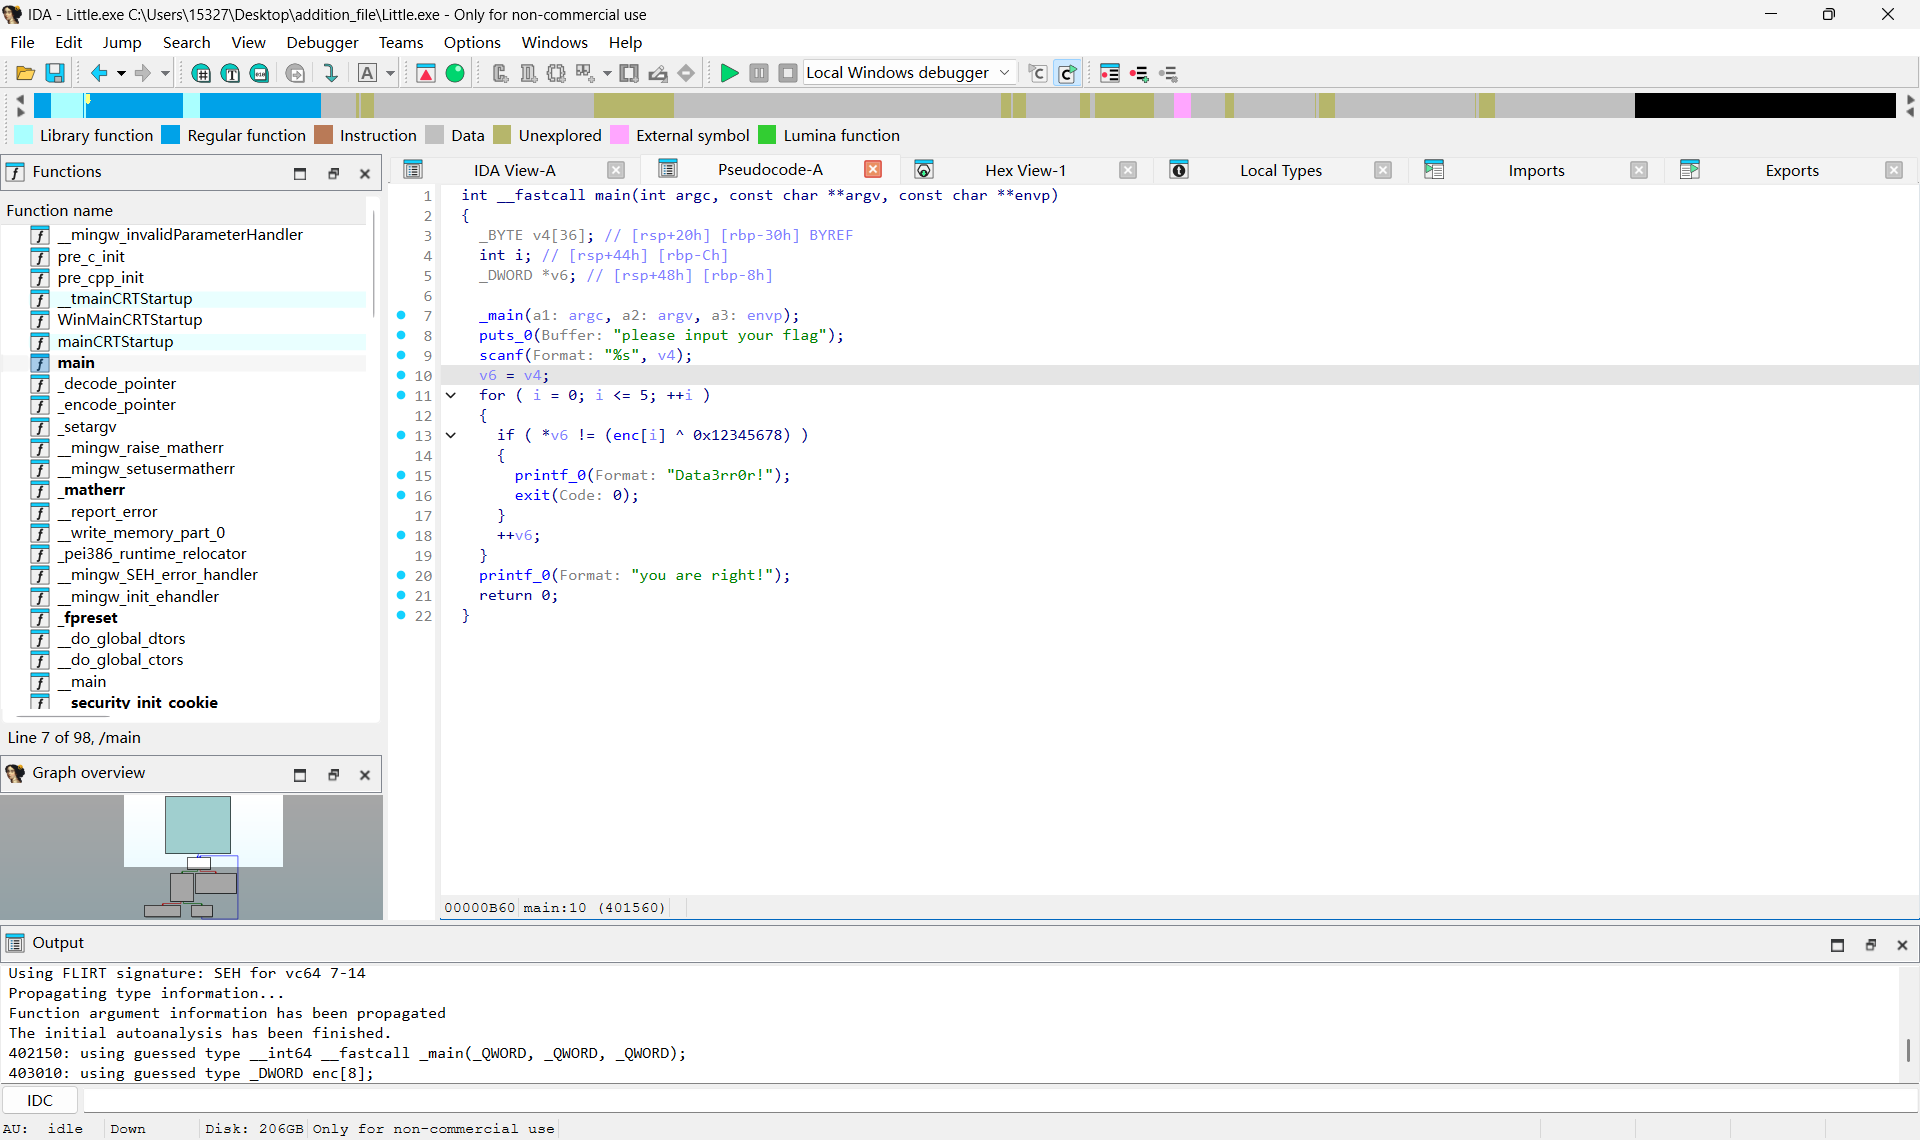 IDA - Little.exe C:\Users\15327\Desktop\addition_file\Little.exe - Only for non-commercial use
File Edit Jump Search View Debugger Teams Options Windows Help
Local Windows debugger
Library function Regular function Instruction Data Unexplored External symbol Lumina function
Functions
Function name
__mingw_invalidParameterHandler
pre_c_init
pre_cpp_init
__tmainCRTStartup
WinMainCRTStartup
mainCRTStartup
main
_decode_pointer
_encode_pointer
_setargv
__mingw_raise_matherr
__mingw_setusermatherr
_matherr
__report_error
__write_memory_part_0
_pei386_runtime_relocator
__mingw_SEH_error_handler
__mingw_init_ehandler
_fpreset
__do_global_dtors
__do_global_ctors
__main
__security_init_cookie
Line 7 of 98, /main
Graph overview
IDA View-A Pseudocode-A Hex View-1 Local Types Imports Exports
1 int __fastcall main(int argc, const char **argv, const char **envp)
2 {
3 _BYTE v4[36]; // [rsp+20h] [rbp-30h] BYREF
4 int i; // [rsp+44h] [rbp-Ch]
5 _DWORD *v6; // [rsp+48h] [rbp-8h]
6
7 _main(a1: argc, a2: argv, a3: envp);
8 puts_0(Buffer: "please input your flag");
9 scanf(Format: "%s", v4);
10 v6 = v4;
11 for ( i = 0; i <= 5; ++i )
12 {
13 if ( *v6 != (enc[i] ^ 0x12345678) )
14 {
15 printf_0(Format: "Data3rr0r!");
16 exit(Code: 0);
17 }
18 ++v6;
19 }
20 printf_0(Format: "you are right!");
21 return 0;
22 }
00000B60 main:10 (401560)
Output
Using FLIRT signature: SEH for vc64 7-14
Propagating type information...
Function argument information has been propagated
The initial autoanalysis has been finished.
402150: using guessed type __int64 __fastcall _main(_QWORD, _QWORD, _QWORD);
403010: using guessed type _DWORD enc[8];
IDC
AU: idle Down Disk: 206GB Only for non-commercial use